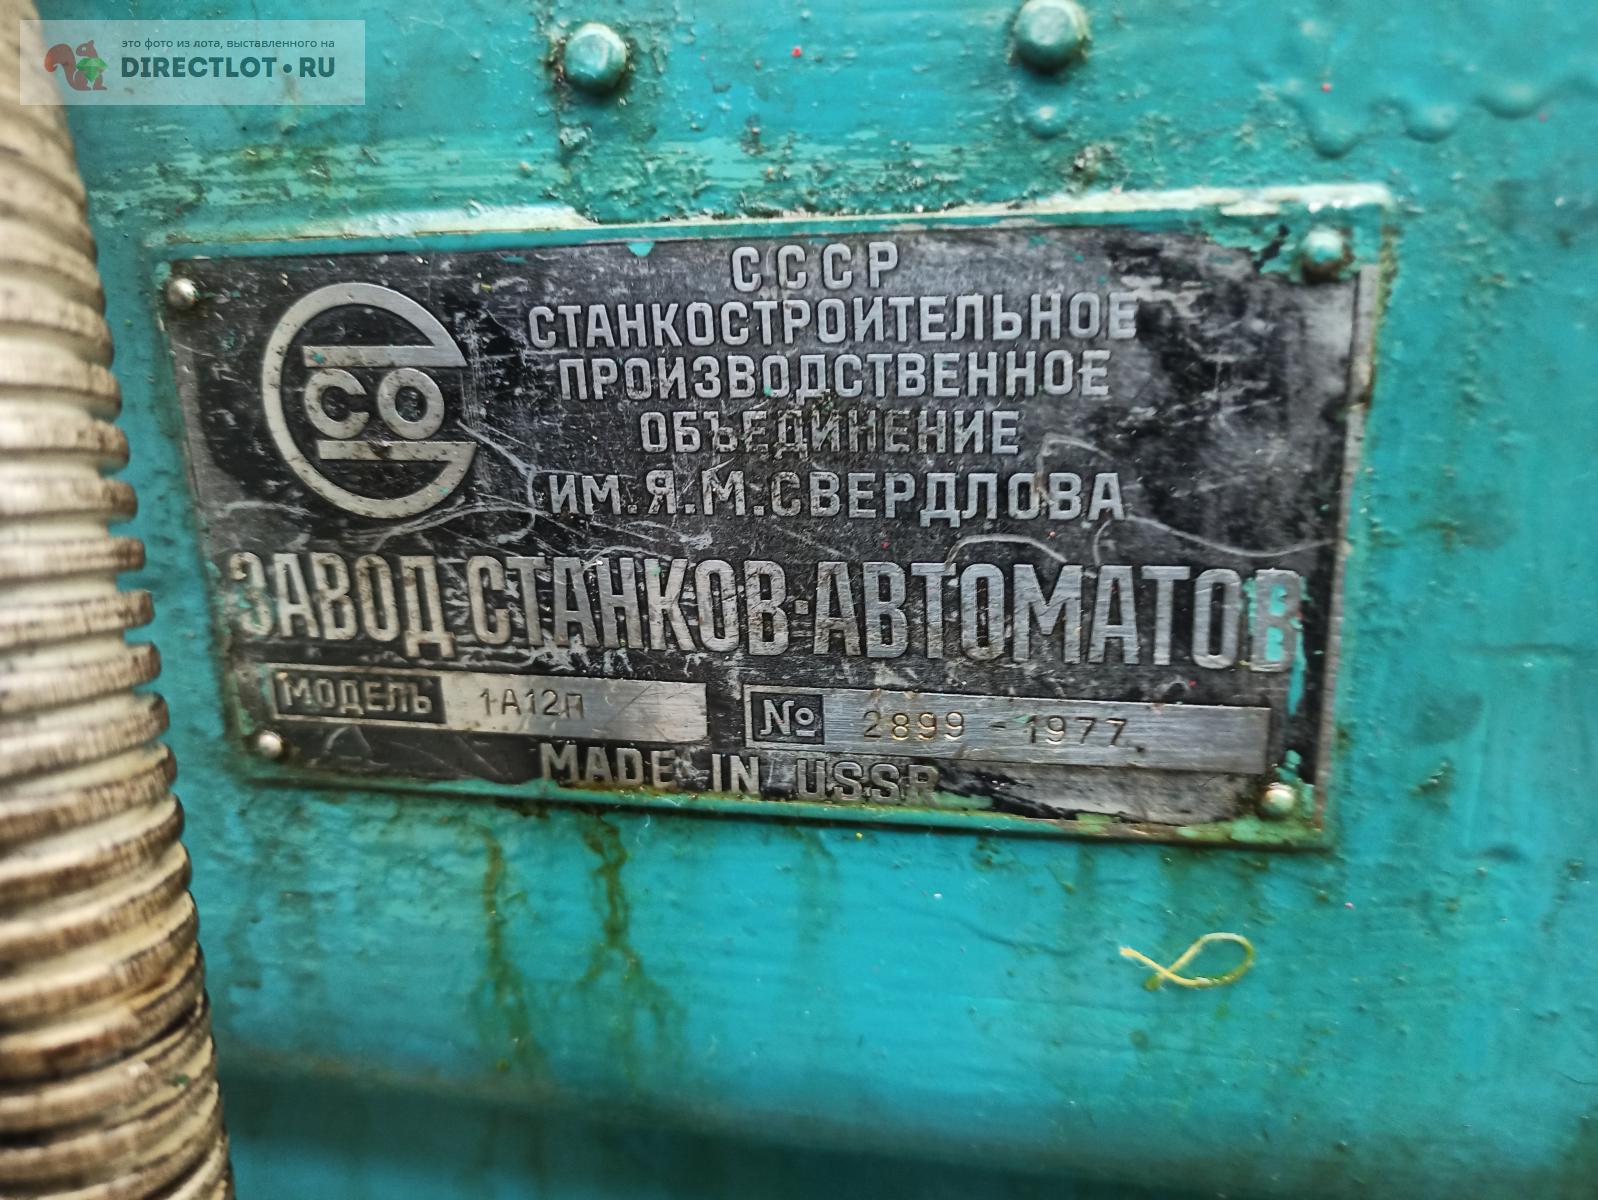 это фото из лота, выставленного на
DIRECTLOT•RU
СССР
СТАНКОСТРОИТЕЛЬНОЕ
ПРОИЗВОДСТВЕННОЕ
ОБЪЕДИНЕНИЕ
ИМ.Я.М.СВЕРДЛОВА
СО
ЗАВОД СТАНКОВ-АВТОМАТОВ
МОДЕЛЬ 1А12п № 2899 - 1977
MADE IN USSR